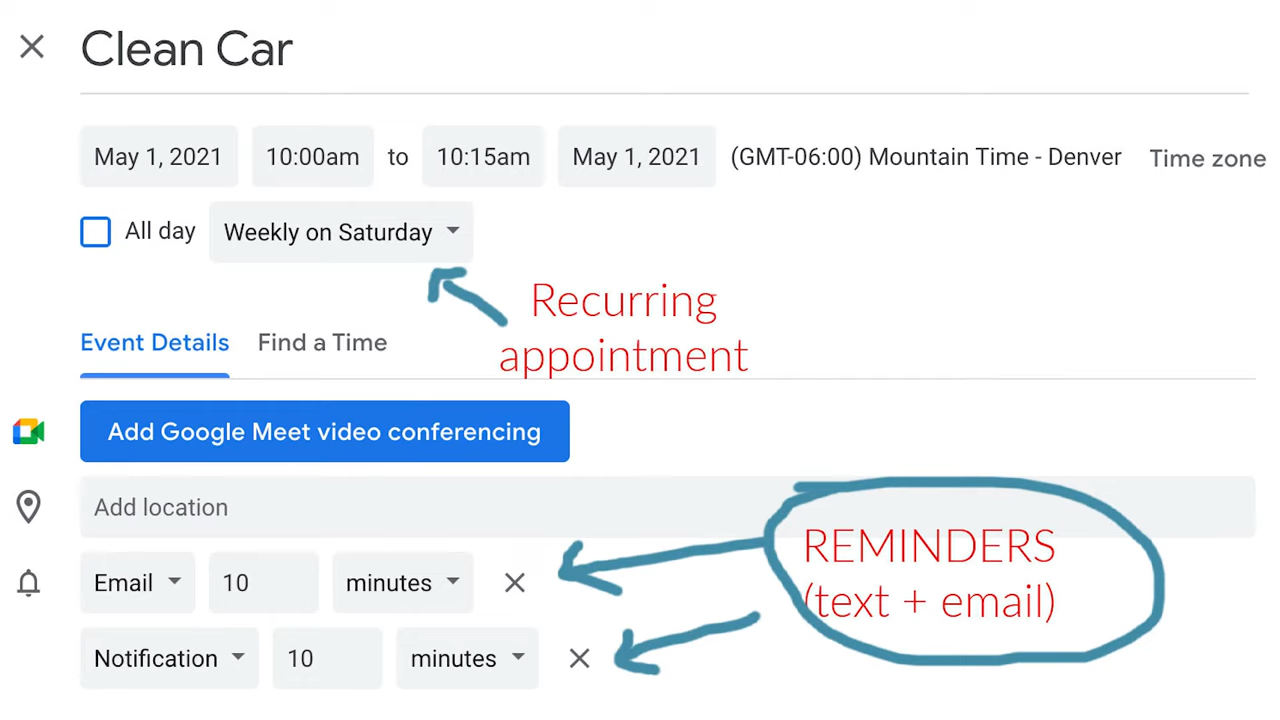 Clean Car
May 1, 2021 10:00am to 10:15am May 1, 2021 (GMT-06:00) Mountain Time - Denver Time zone
All day Weekly on Saturday
Recurring
appointment
Event Details Find a Time
Add Google Meet video conferencing
Add location
REMINDERS
(text + email)
Email 10 minutes
Notification 10 minutes